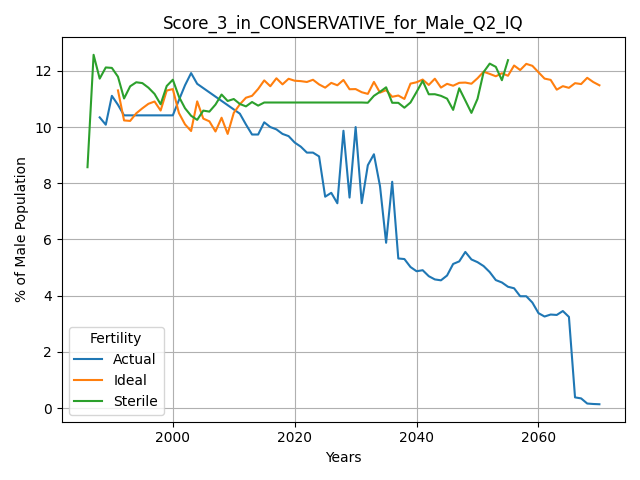 Score_3_in_CONSERVATIVE_for_Male_Q2_IQ
% of Male Population
12
10
8
6
4
2
0
Fertility
Actual
Ideal
Sterile
2000 2020 2040 2060
Years